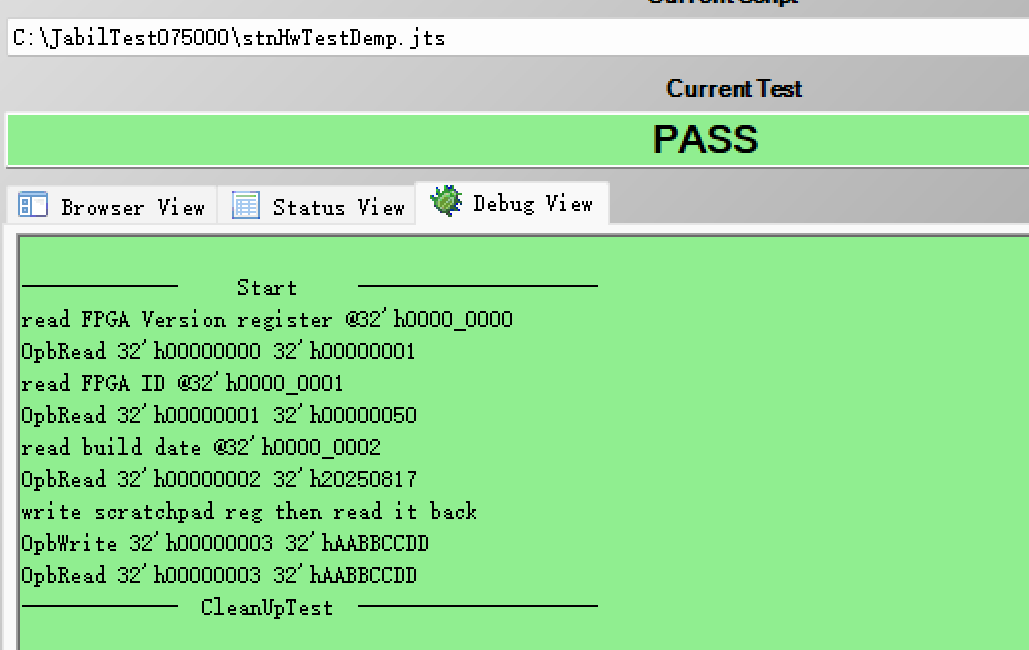 Current Script
C:\JabilTest075000\stnHwTestDemp.jts
Current Test
PASS
Browser View Status View Debug View
Start
read FPGA Version register @32'h0000_0000
OpbRead 32'h00000000 32'h00000001
read FPGA ID @32'h0000_0001
OpbRead 32'h00000001 32'h00000050
read build date @32'h0000_0002
OpbRead 32'h00000002 32'h20250817
write scratchpad reg then read it back
OpbWrite 32'h00000003 32'hAABBCCDD
OpbRead 32'h00000003 32'hAABBCCDD
CleanUpTest